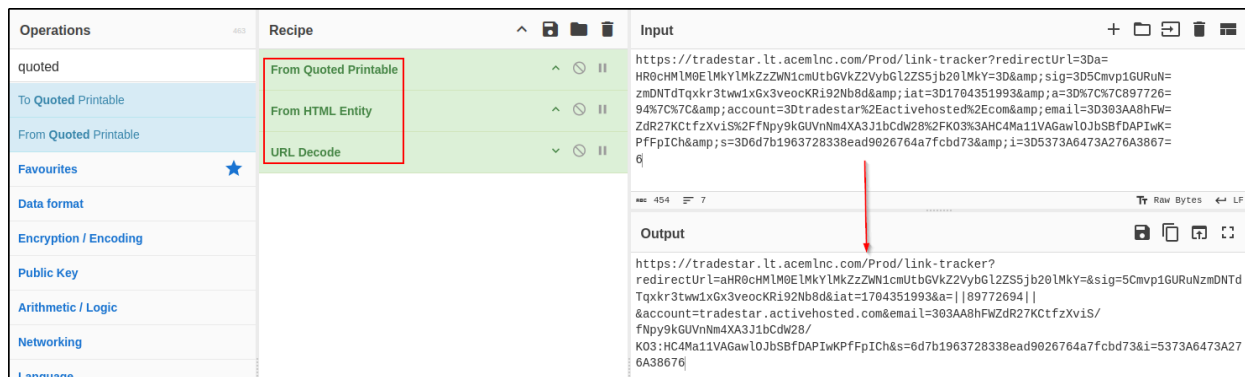 Operations
463
quoted
To Quoted Printable
From Quoted Printable
Favourites
Data format
Encryption / Encoding
Public Key
Arithmetic / Logic
Networking
Language
Recipe
From Quoted Printable
From HTML Entity
URL Decode
Input
https://tradestar.lt.acemlnc.com/Prod/link-tracker?redirectUrl=3Da=
HR0cHMlM0ElMkYlMkZzZWN1cmUtbGVkZ2VybGl2ZS5jb20lMkY=3D&amp;sig=3D5Cmvp1GURuN=
zmDNTdTqxkr3tww1xGx3veocKRi92Nb8d&amp;iat=3D1704351993&amp;a=3D%7C%7C897726=
94%7C%7C&amp;account=3Dtradestar%2Eactivehosted%2Ecom&amp;email=3D303AA8hFW=
ZdR27KCtfzXviS%2FfNpy9kGUVnNm4XA3J1bCdW28%2FKO3%3AHC4Ma11VAGawlOJbSBfDAPIwK=
PfFpICh&amp;s=3D6d7b1963728338ead9026764a7fcbd73&amp;i=3D5373A6473A276A3867=
6
REC 454 7
Tr Raw Bytes LF
Output
https://tradestar.lt.acemlnc.com/Prod/link-tracker?
redirectUrl=aHR0cHMlM0ElMkYlMkZzZWN1cmUtbGVkZ2VybGl2ZS5jb20lMkY=&sig=5Cmvp1GURuNzmDNTd
Tqxkr3tww1xGx3veocKRi92Nb8d&iat=1704351993&a=||89772694||
&account=tradestar.activehosted.com&email=303AA8hFWZdR27KCtfzXviS/
fNpy9kGUVnNm4XA3J1bCdW28/
KO3:HC4Ma11VAGawlOJbSBfDAPIwKPfFpICh&s=6d7b1963728338ead9026764a7fcbd73&i=5373A6473A27
6A38676